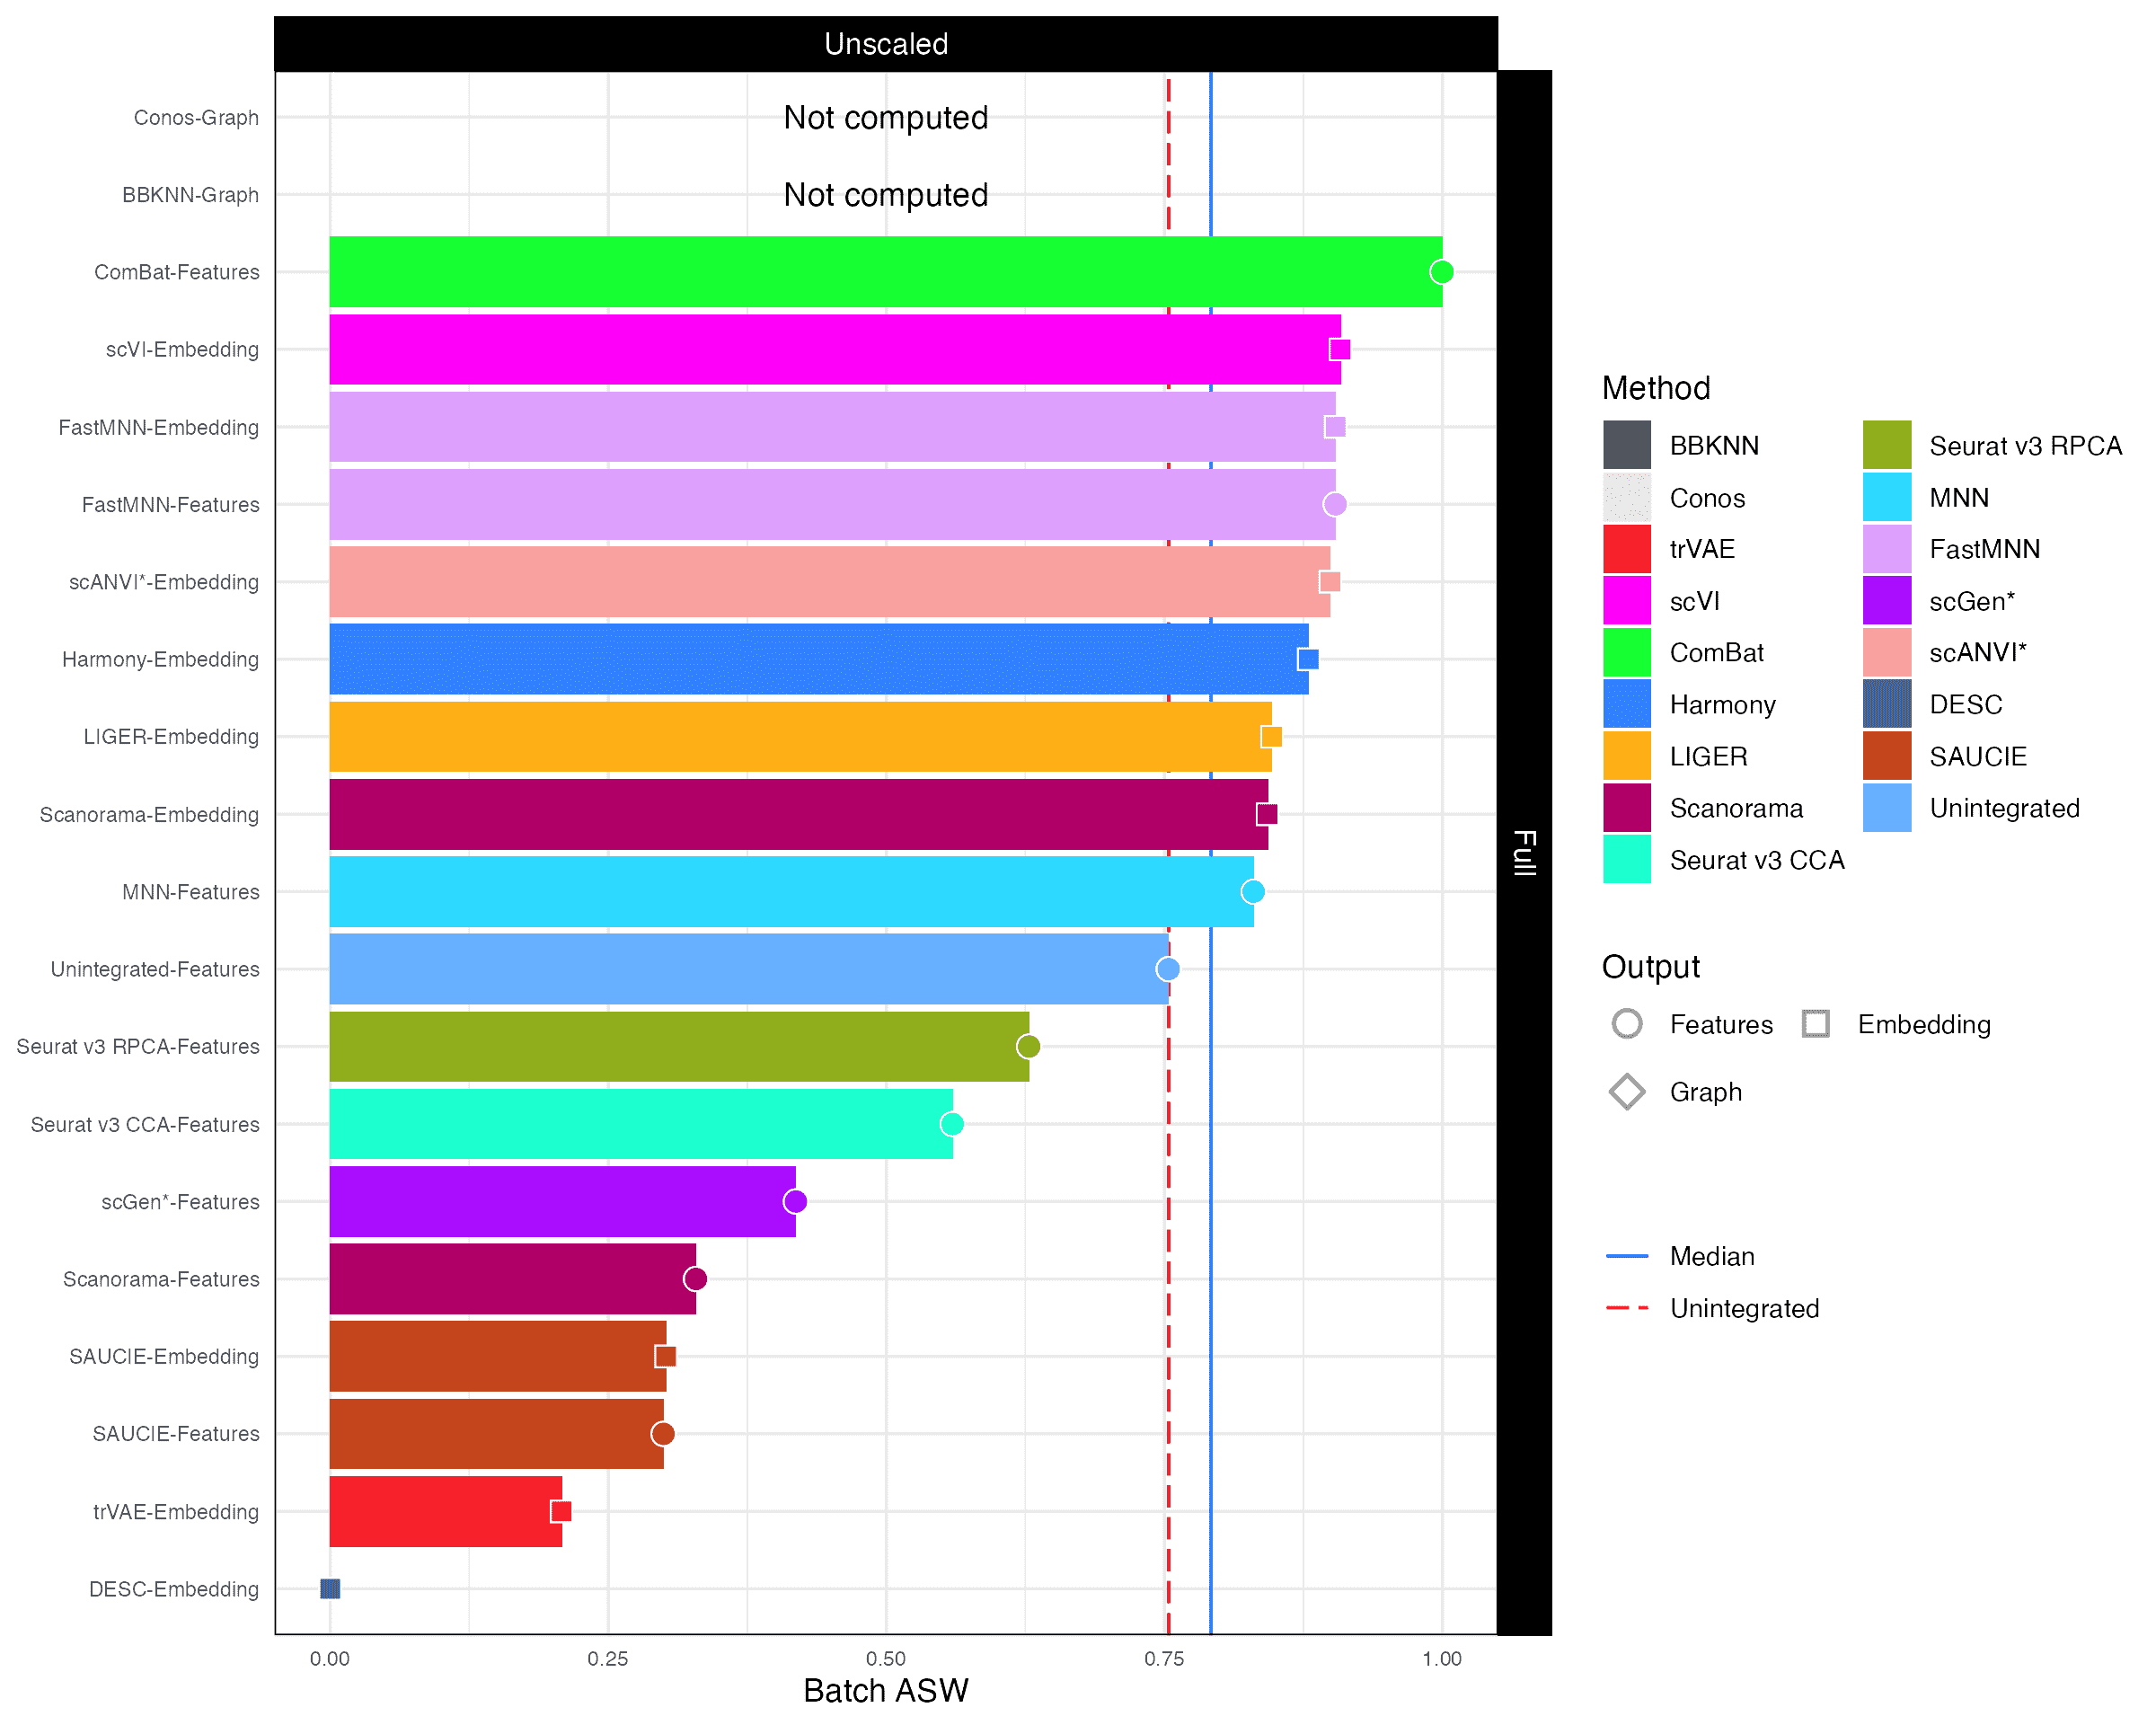 Unscaled
Conos-Graph
Not computed
BBKNN-Graph
Not computed
ComBat-Features
scVI-Embedding
FastMNN-Embedding
FastMNN-Features
scANVI*-Embedding
Harmony-Embedding
LIGER-Embedding
Scanorama-Embedding
MNN-Features
Unintegrated-Features
Seurat v3 RPCA-Features
Seurat v3 CCA-Features
scGen*-Features
Scanorama-Features
SAUCIE-Embedding
SAUCIE-Features
trVAE-Embedding
DESC-Embedding
0.00 0.25 0.50 0.75 1.00
Batch ASW
Full
Method
BBKNN
Conos
trVAE
scVI
ComBat
Harmony
LIGER
Scanorama
Seurat v3 CCA
Seurat v3 RPCA
MNN
FastMNN
scGen*
scANVI*
DESC
SAUCIE
Unintegrated
Output
Features
Embedding
Graph
Median
Unintegrated